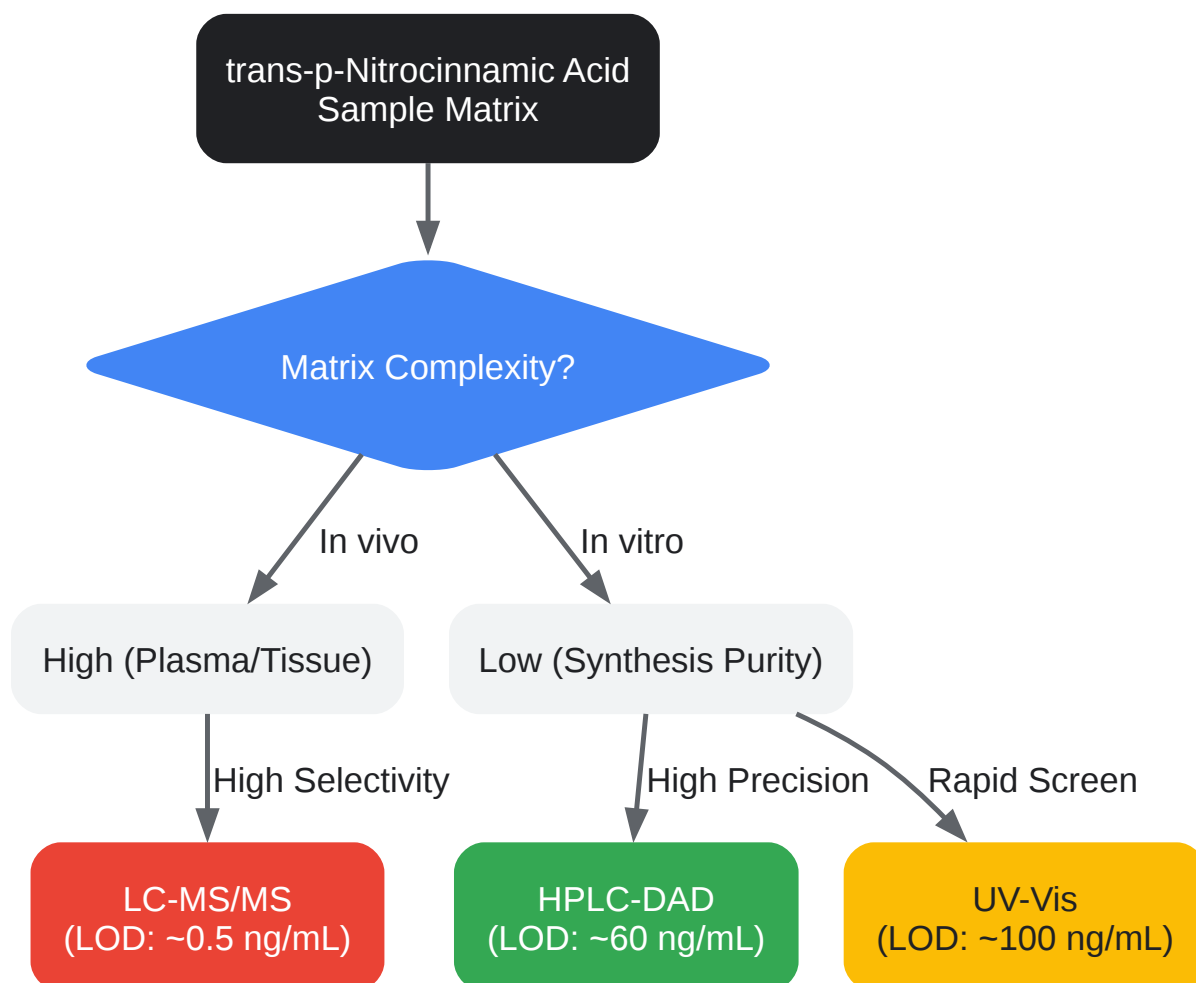 trans-p-Nitrocinnamic Acid
Sample Matrix
Matrix Complexity?
In vivo
In vitro
High (Plasma/Tissue)
Low (Synthesis Purity)
High Selectivity
High Precision
Rapid Screen
LC-MS/MS
(LOD: ~0.5 ng/mL)
HPLC-DAD
(LOD: ~60 ng/mL)
UV-Vis
(LOD: ~100 ng/mL)